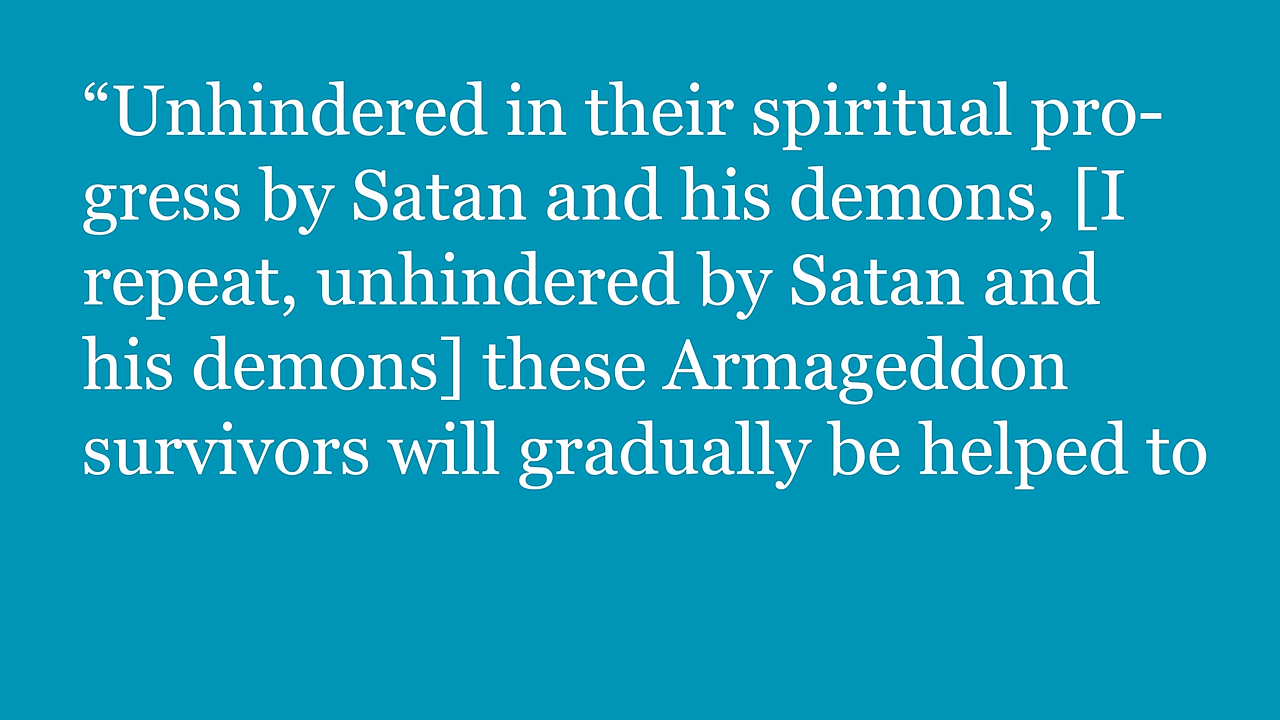 “Unhindered in their spiritual pro-
gress by Satan and his demons, [I
repeat, unhindered by Satan and
his demons] these Armageddon
survivors will gradually be helped to